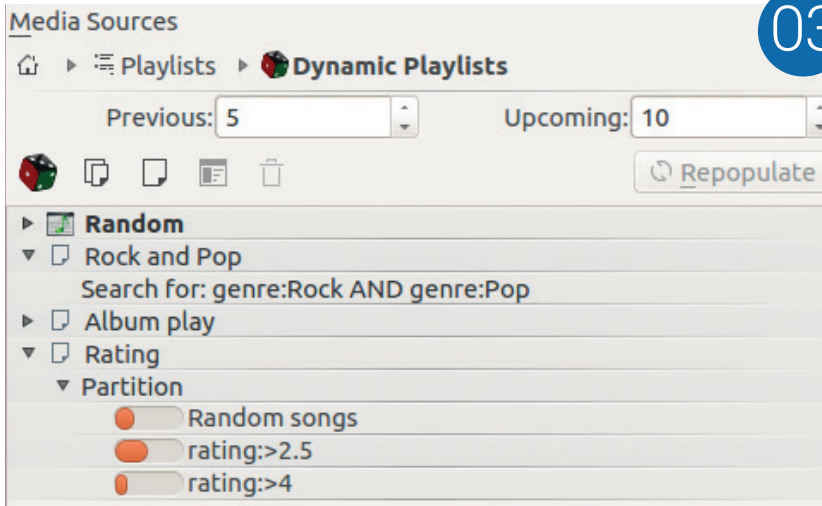 Media Sources
03
Playlists Dynamic Playlists
Previous: 5 Upcoming: 10
Repopulate
Random
Rock and Pop
Search for: genre:Rock AND genre:Pop
Album play
Rating
Partition
Random songs
rating:>2.5
rating:>4